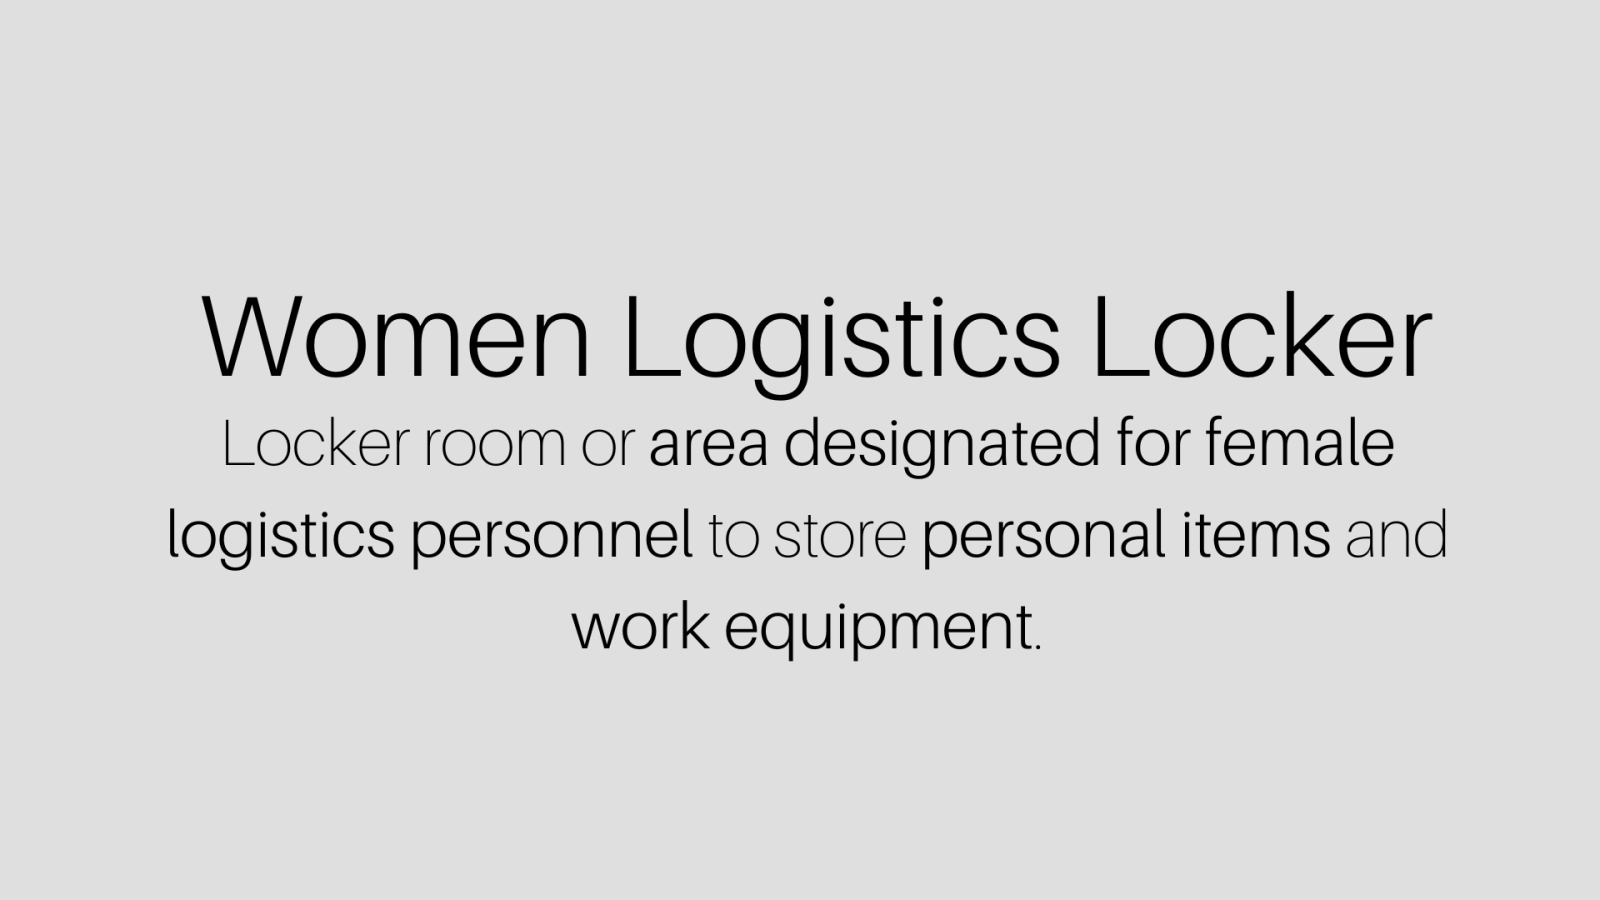 Women Logistics Locker
Locker room or area designated for female
logistics personnel to store personal items and
work equipment.